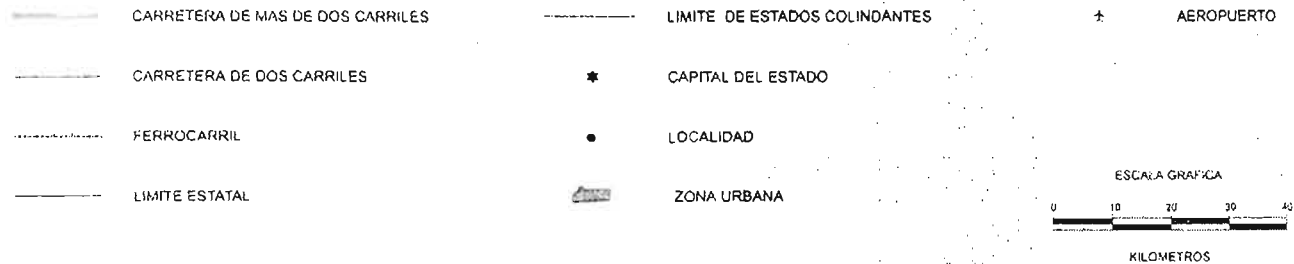 CARRETERA DE MAS DE DOS CARRILES
CARRETERA DE DOS CARRILES
FERROCARRIL
LIMITE ESTATAL
LIMITE DE ESTADOS COLINDANTES
CAPITAL DEL ESTADO
LOCALIDAD
ZONA URBANA
AEROPUERTO
ESCALA GRAFICA
0 10 20 30 40
KILOMETROS